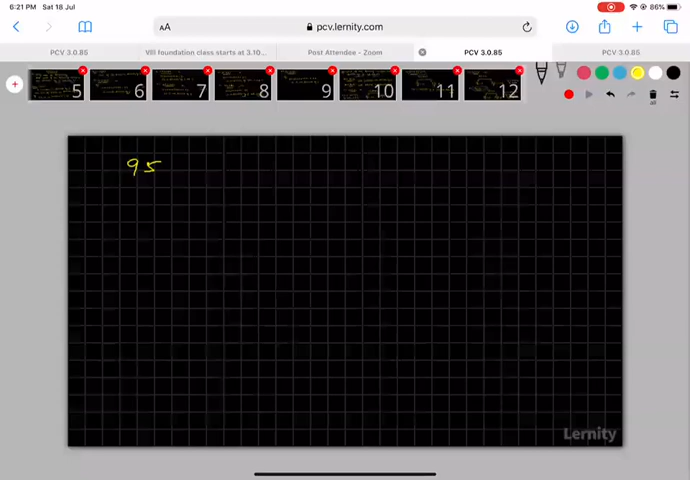 6:21 PM Sat 18 Jul 86%
AA pcv.lernity.com
PCV 3.0.85 VIII foundation class starts at 3.10... Post Attendee - Zoom PCV 3.0.85 PCV 3.0.85
5 6 7 8 9 10 11 12
all
95
Lernity